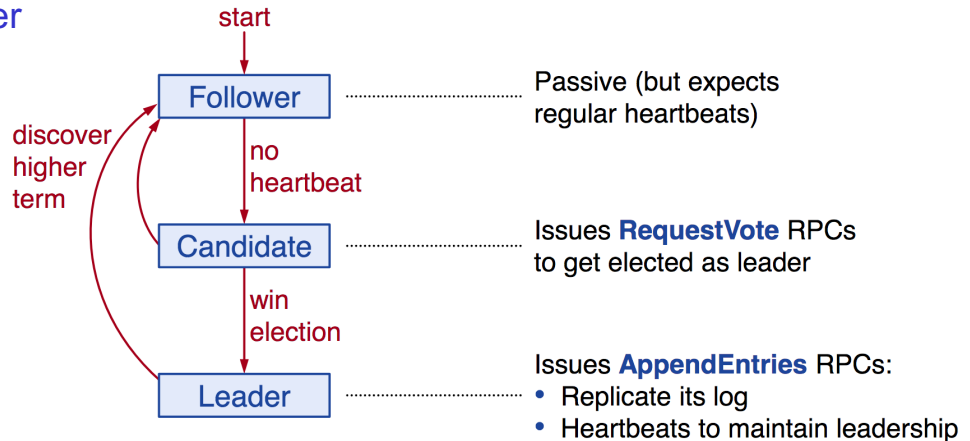 er
start
Follower
Passive (but expects
regular heartbeats)
discover
higher
term
no
heartbeat
Candidate
Issues RequestVote RPCs
to get elected as leader
win
election
Leader
Issues AppendEntries RPCs:
• Replicate its log
• Heartbeats to maintain leadership